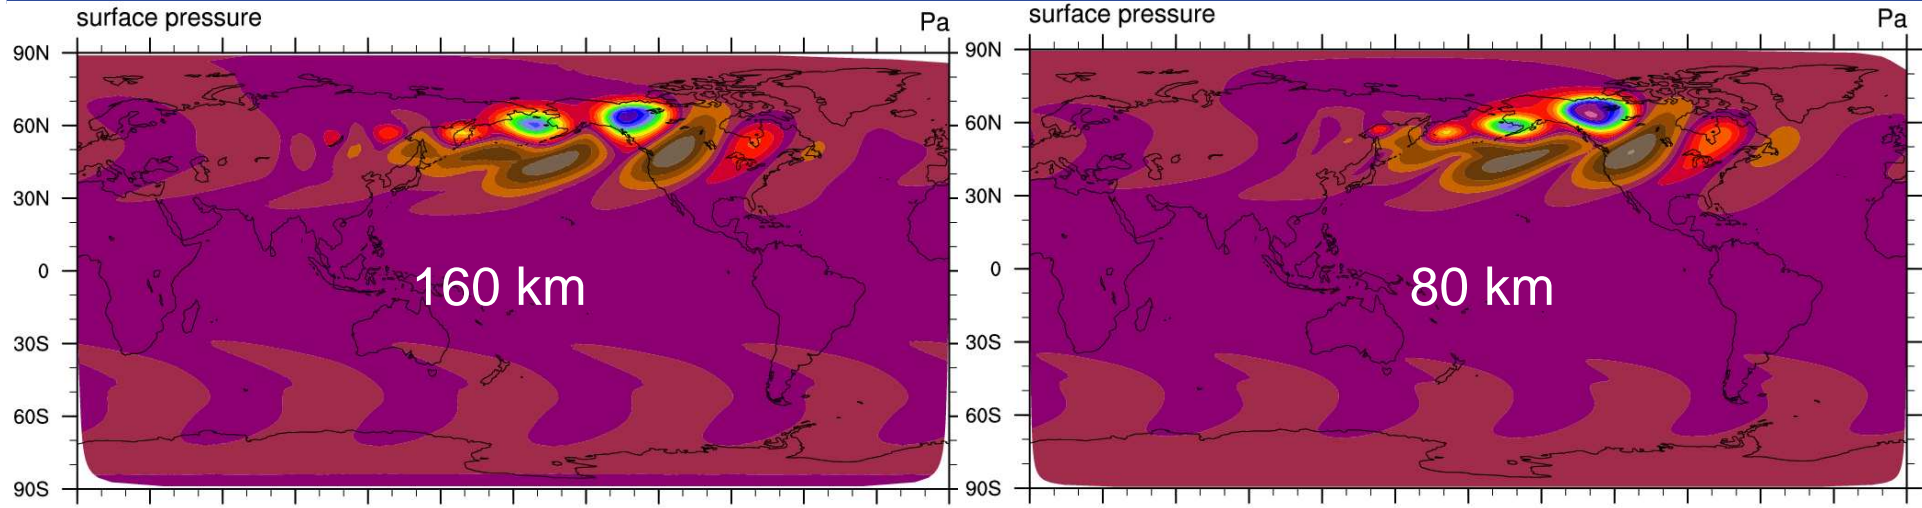 surface pressure
Pa
90N
60N
30N
0
30S
60S
90S
160 km
surface pressure
Pa
90N
60N
30N
0
30S
60S
90S
80 km